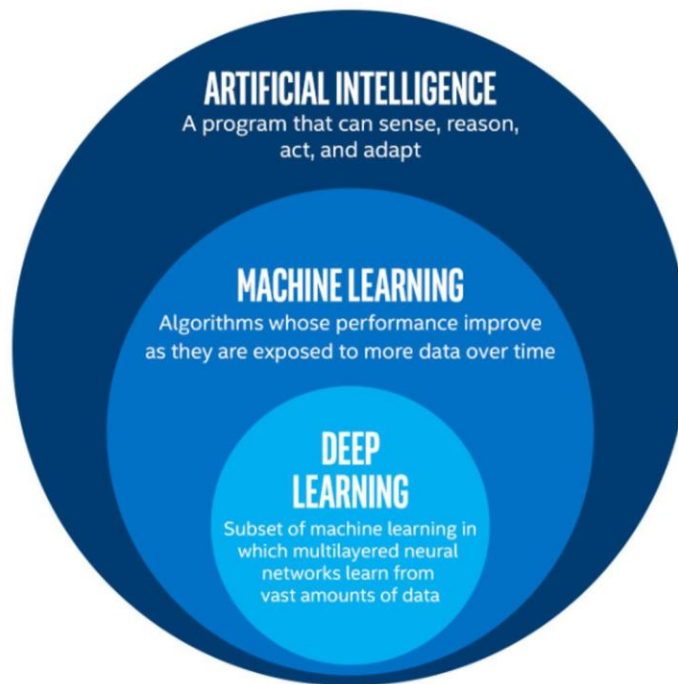 ARTIFICIAL INTELLIGENCE
A program that can sense, reason,
act, and adapt
MACHINE LEARNING
Algorithms whose performance improve
as they are exposed to more data over time
DEEP
LEARNING
Subset of machine learning in
which multilayered neural
networks learn from
vast amounts of data